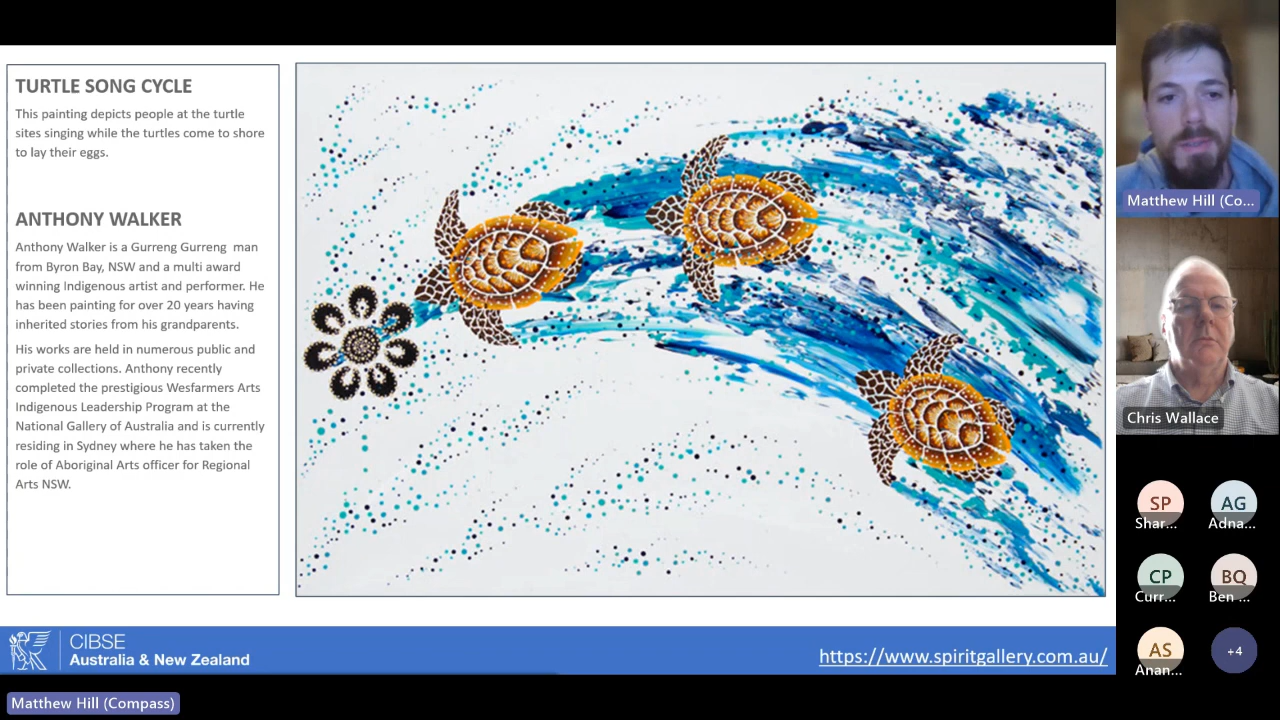 TURTLE SONG CYCLE
This painting depicts people at the turtle
sites singing while the turtles come to shore
to lay their eggs.
ANTHONY WALKER
Anthony Walker is a Gurreng Gurreng man
from Byron Bay, NSW and a multi award
winning Indigenous artist and performer. He
has been painting for over 20 years having
inherited stories from his grandparents.
His works are held in numerous public and
private collections. Anthony recently
completed the prestigious Wesfarmers Arts
Indigenous Leadership Program at the
National Gallery of Australia and is currently
residing in Sydney where he has taken the
role of Aboriginal Arts officer for Regional
Arts NSW.
CIBSE
Australia & New Zealand
https://www.spiritgallery.com.au/
Matthew Hill (Compass)
Matthew Hill (Co...
Chris Wallace
SP
Shar...
AG
Adna...
CP
Curr...
BQ
Ben ...
AS
Anan...
+4